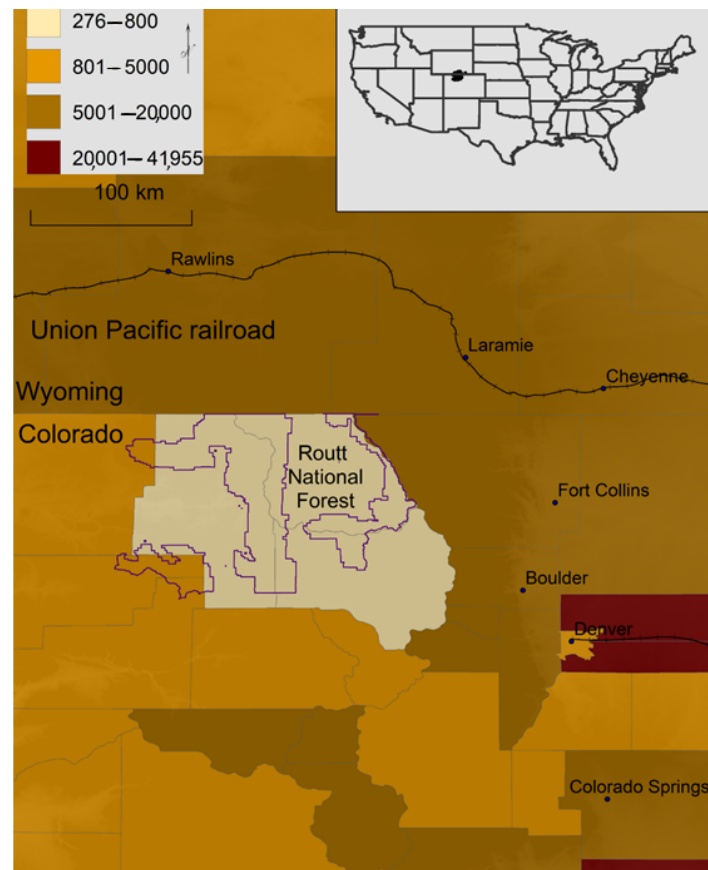 276–800
801–5000
5001–20,000
20,001–41,955
100 km
Rawlins
Union Pacific railroad
Laramie
Cheyenne
Wyoming
Colorado
Routt
National
Forest
Fort Collins
Boulder
Denver
Colorado Springs